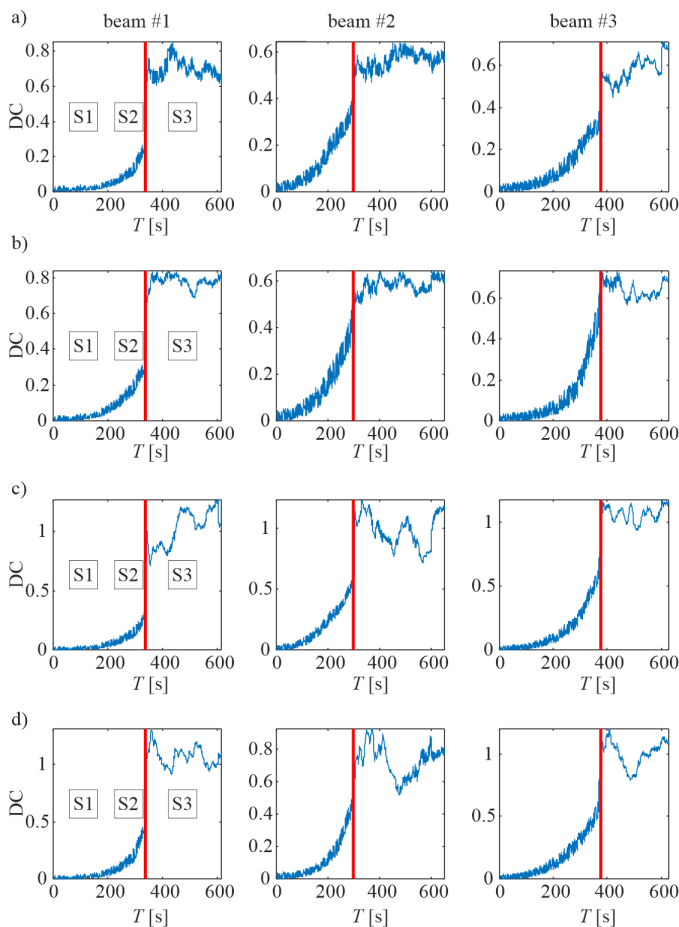 a) beam #1 beam #2 beam #3
DC 0.8 0.6 0.4 0.2 0 S1 S2 S3 0.6 0.4 0.2 0 0.6 0.4 0.2 0
0 200 400 600 0 200 400 600 0 200 400 600
T [s] T [s] T [s]
b)
DC 0.8 0.6 0.4 0.2 0 S1 S2 S3 0.6 0.4 0.2 0 0.6 0.4 0.2 0
0 200 400 600 0 200 400 600 0 200 400 600
T [s] T [s] T [s]
c)
DC 1 0.5 0 S1 S2 S3 1 0.5 0 1 0.5 0
0 200 400 600 0 200 400 600 0 200 400 600
T [s] T [s] T [s]
d)
DC 1 0.5 0 S1 S2 S3 0.8 0.6 0.4 0.2 0 1 0.5 0
0 200 400 600 0 200 400 600 0 200 400 600
T [s] T [s] T [s]